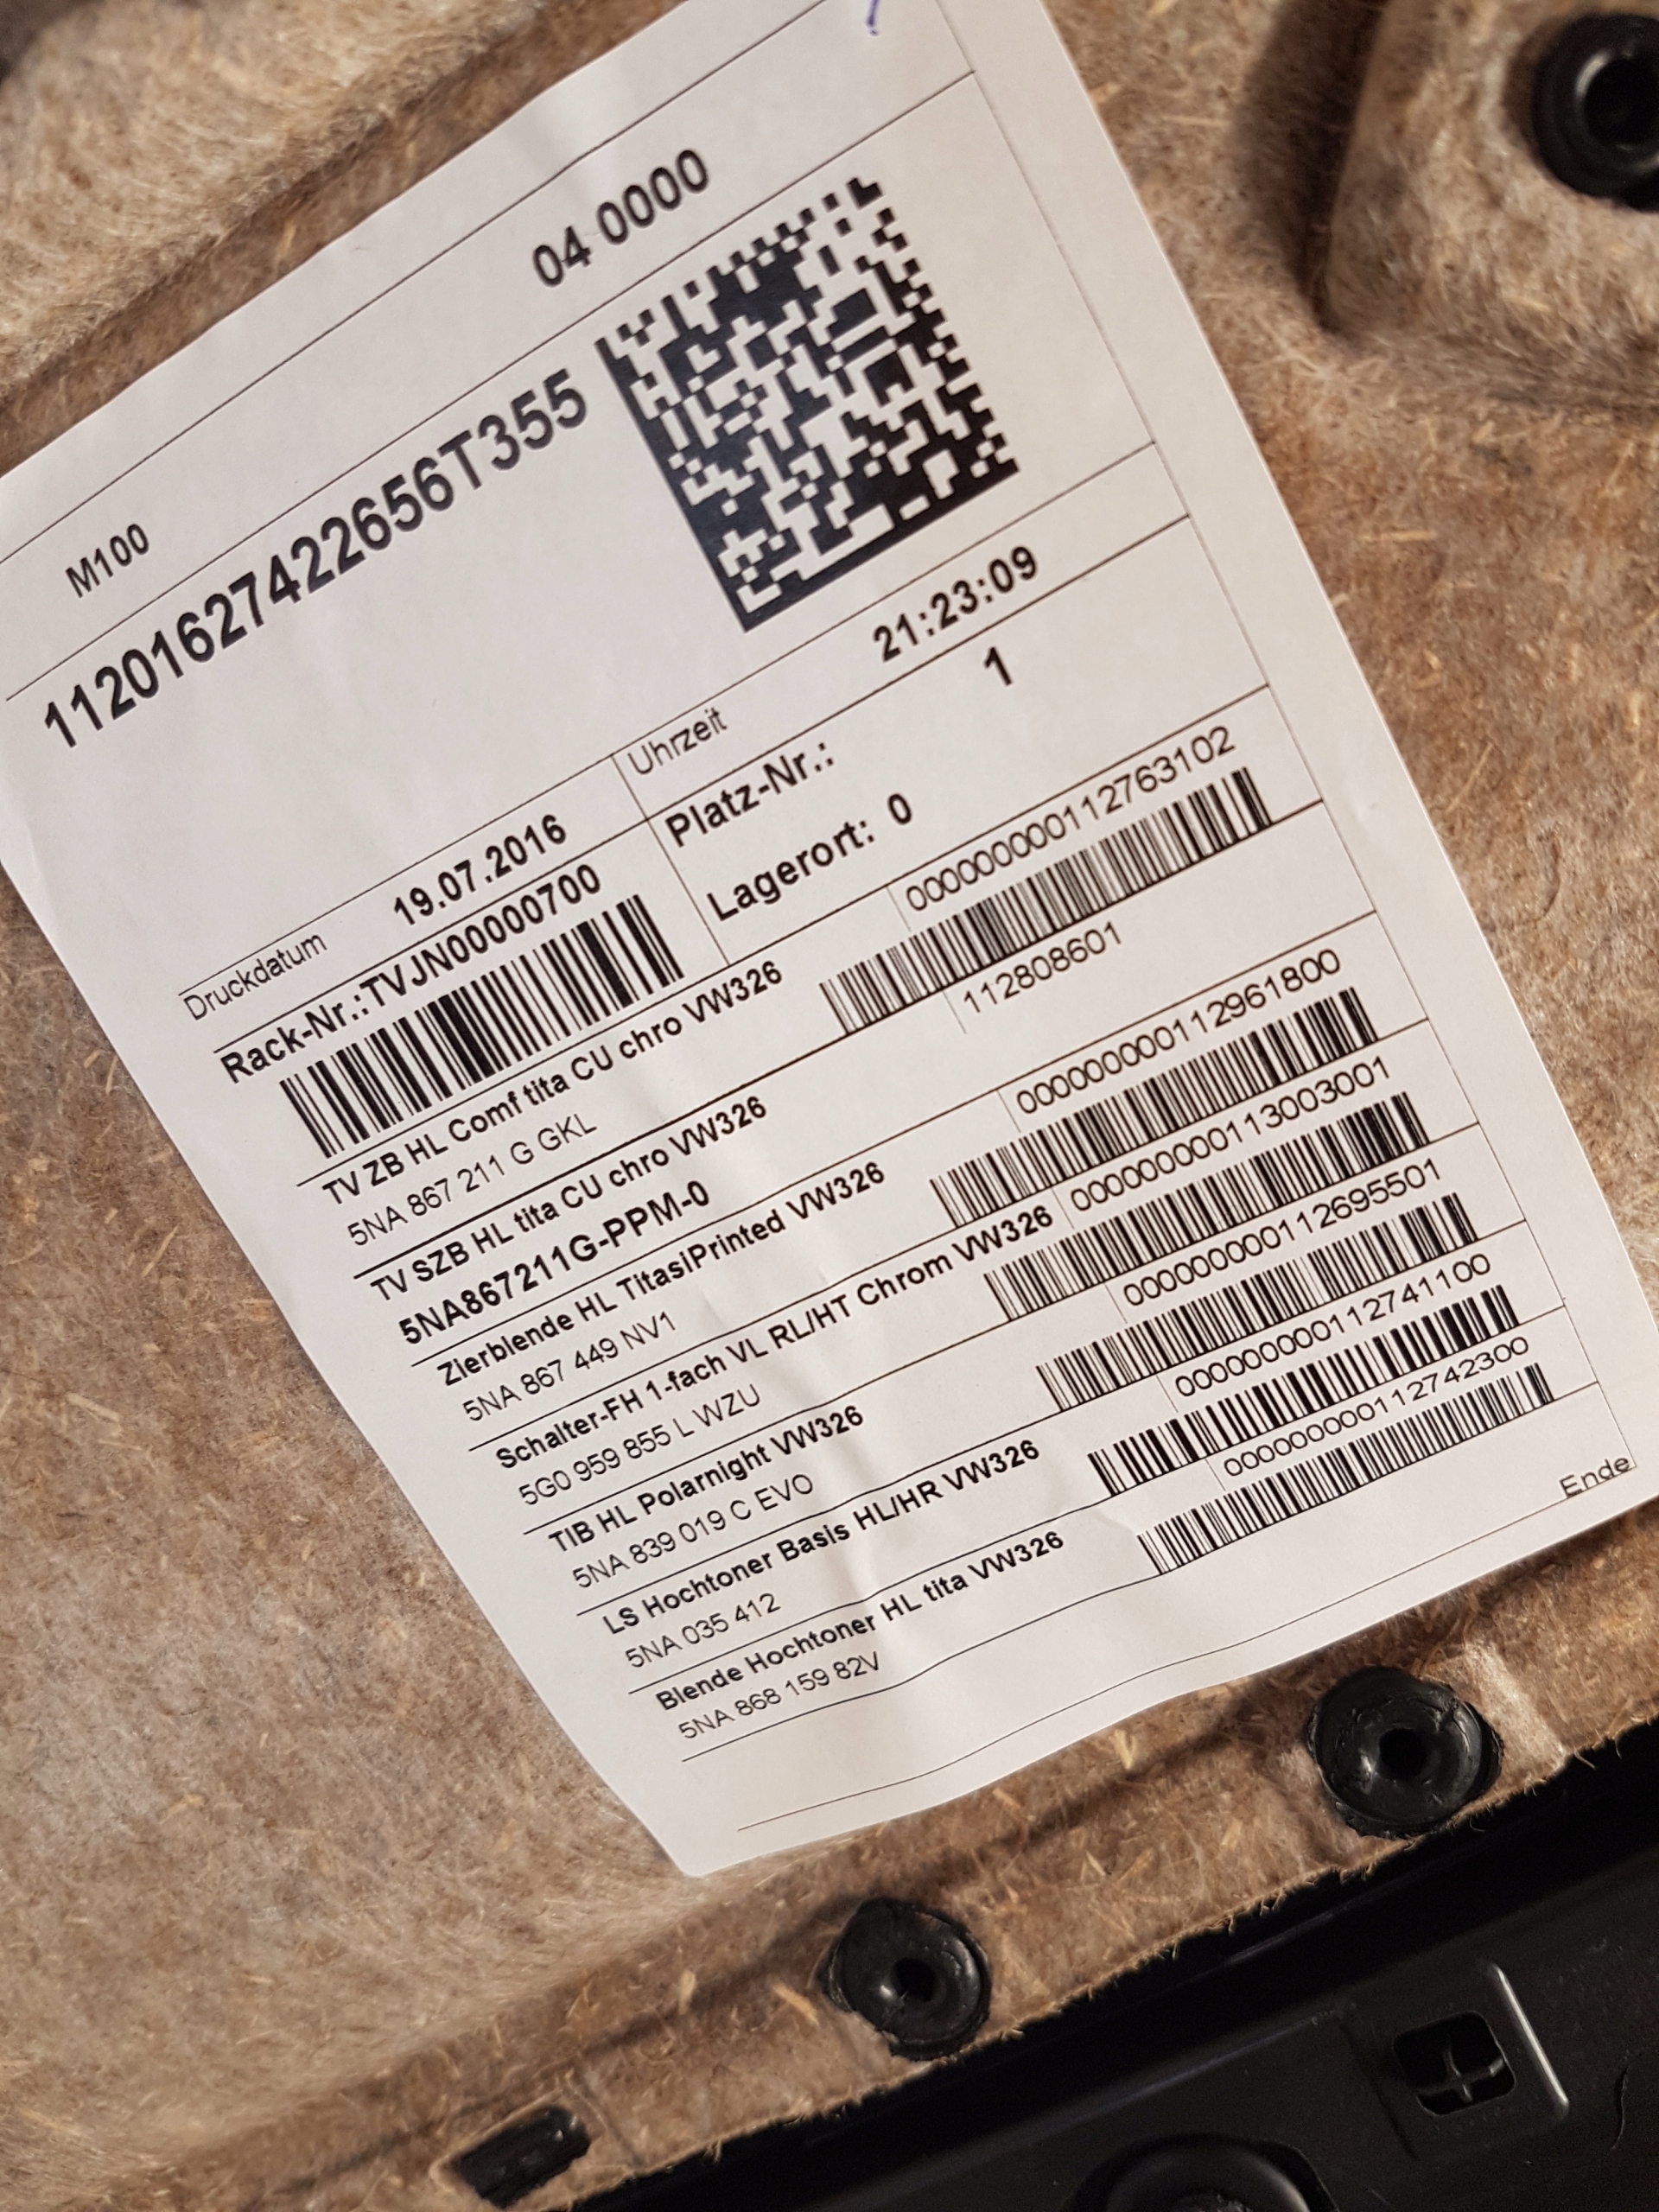 M100 04 0000
11201627422656T355
Druckdatum 19.07.2016 Uhrzeit 21:23:09
Rack-Nr.:TVJN00000700 Platz-Nr.: 1
Lagerort: 0
TV ZB HL Comf tita CU chro VW326 000000000112763102
5NA 867 211 G GKL
TV SZB HL tita CU chro VW326 112808601
5NA867211G-PPM-0
Zierblende HL TitasiPrinted VW326 000000000112961800
5NA 867 449 NV1
Schalter-FH 1-fach VL RL/HT Chrom VW326 000000000113003001
5G0 959 855 L WZU
TIB HL Polarnight VW326 000000000112695501
5NA 839 019 C EVO
LS Hochtoner Basis HL/HR VW326 000000000112741100
5NA 035 412
Blende Hochtoner HL tita VW326 000000000112742300
5NA 868 159 82V
Ende